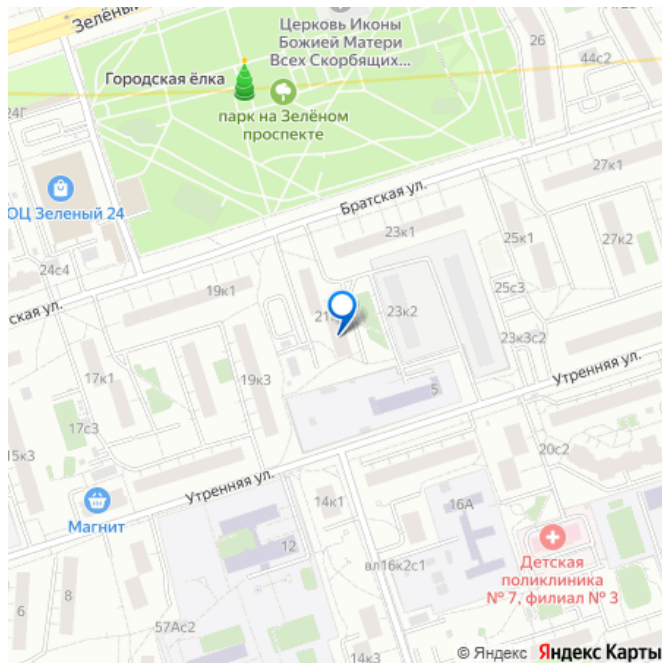 Зелёный
Церковь Иконы
Божией Матери
Всех Скорбящих...
26
44с2
Городская ёлка
24Г
парк на Зелёном
проспекте
27к1
ОЦ Зеленый 24
Братская ул.
23к1
25к1
27к2
24с4
19к1
25с3
ская ул.
21
23к2
23к3с2
17к1
19к3
Утренняя ул.
5
17с3
20с2
15к3
Утренняя ул.
14к1
16А
Магнит
12
Детская
поликлиника
№ 7, филиал № 3
вл16к2с1
6
8
57Ас2
14к3
© Яндекс Яндекс Карты